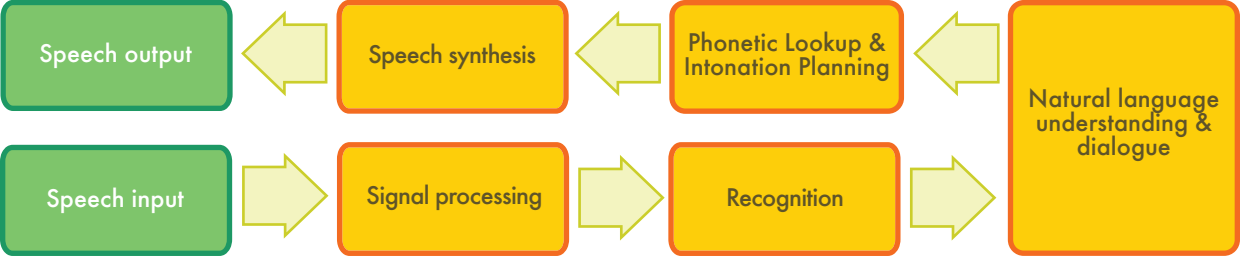 Speech output
Speech synthesis
Phonetic Lookup &
Intonation Planning
Natural language
understanding &
dialogue
Speech input
Signal processing
Recognition